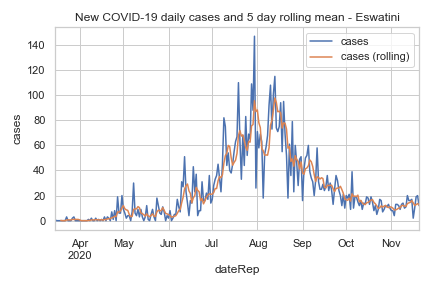 New COVID-19 daily cases and 5 day rolling mean - Eswatini
cases
cases (rolling)
140
120
100
80
60
40
20
0
cases
Apr May Jun Jul Aug Sep Oct Nov
2020
dateRep